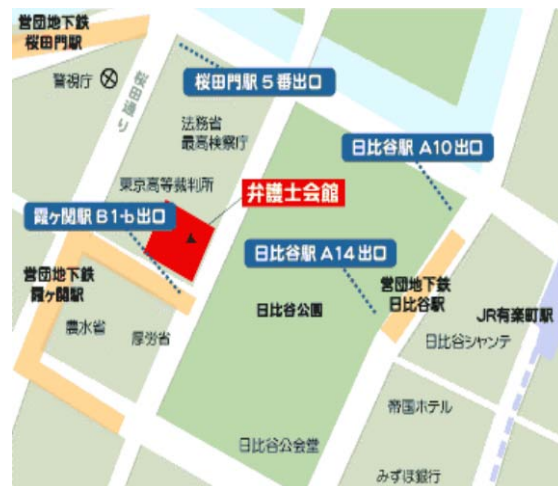 営団地下鉄
桜田門駅
警視庁
桜田通り
桜田門駅5番出口
法務省
最高検察庁
日比谷駅 A10出口
東京高等裁判所
弁護士会館
霞ヶ関駅 B1-b出口
日比谷駅 A14出口
営団地下鉄
霞ヶ関駅
営団地下鉄
日比谷駅
日比谷公園
JR有楽町駅
農水省
厚労省
日比谷シャンテ
帝国ホテル
日比谷公会堂
みずほ銀行